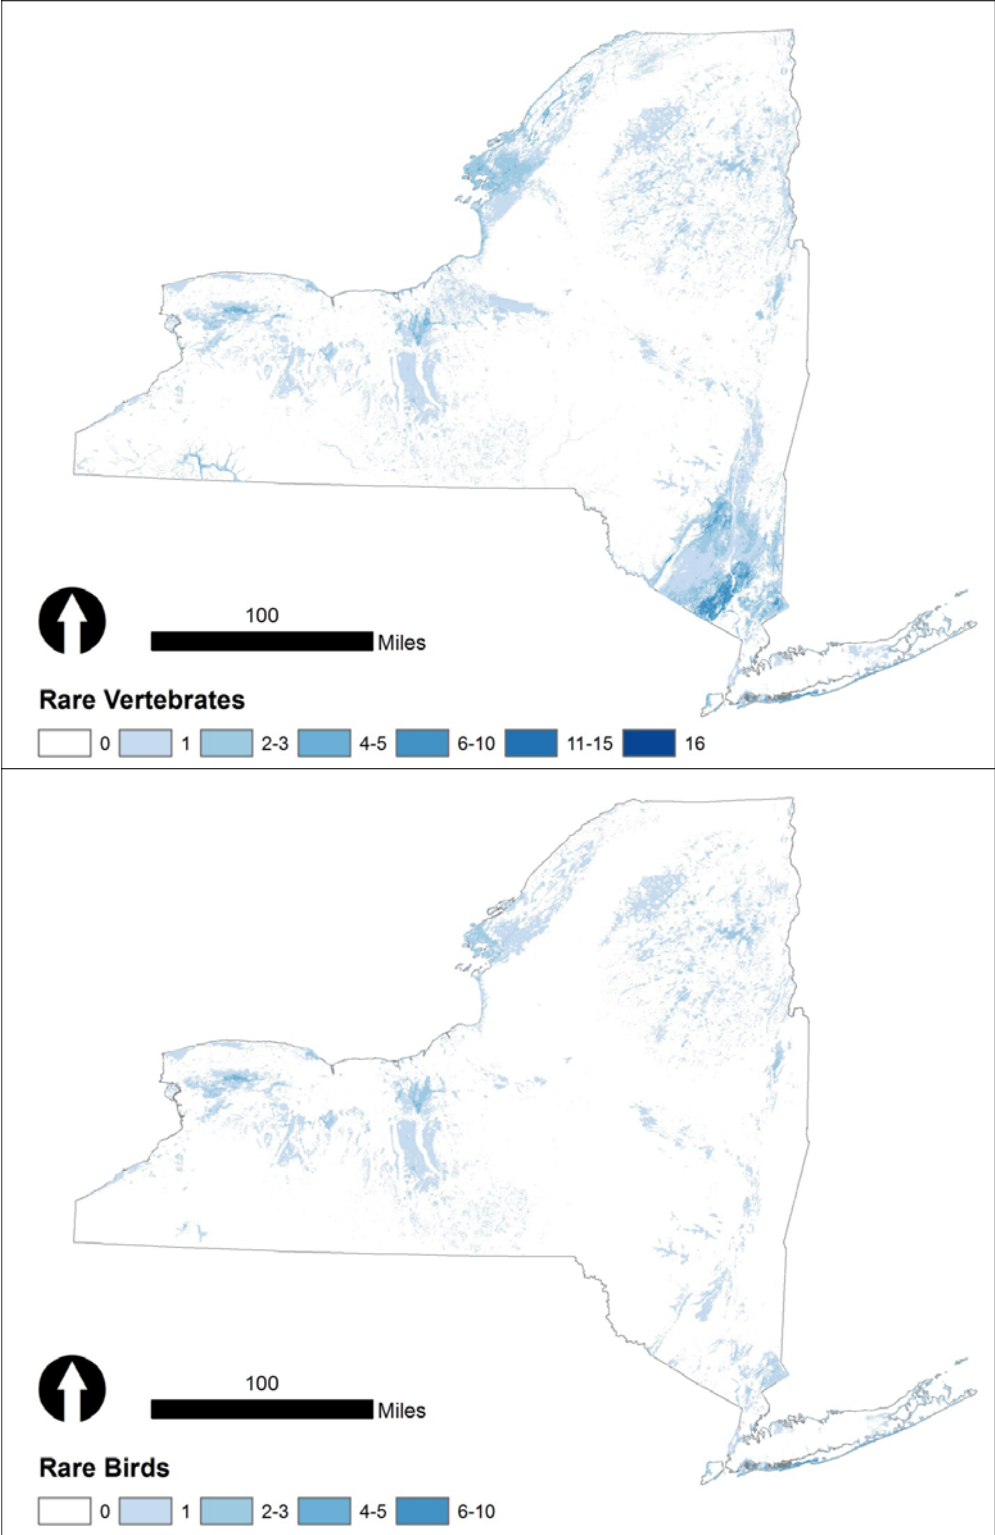 100
Miles
Rare Vertebrates
0 1 2-3 4-5 6-10 11-15 16
100
Miles
Rare Birds
0 1 2-3 4-5 6-10